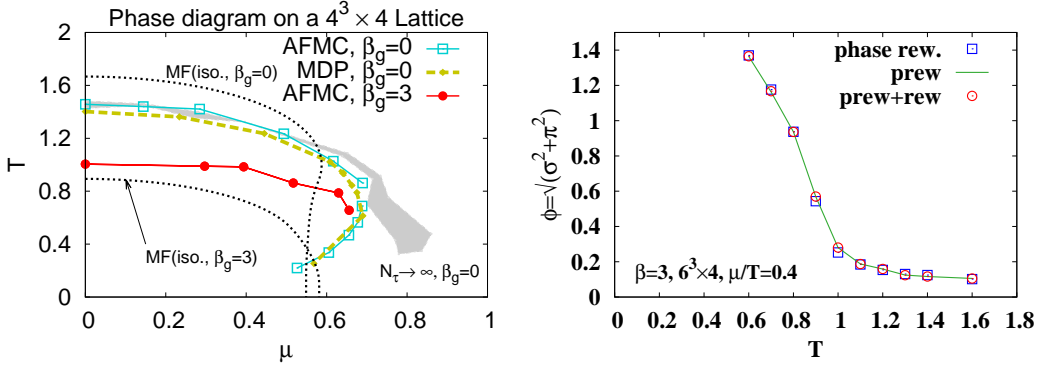 Phase diagram on a 4³ × 4 Lattice
AFMC, β_g=0
MDP, β_g=0
AFMC, β_g=3
MF(iso., β_g=0)
MF(iso., β_g=3)
N_τ→∞, β_g=0
T
2
1.6
1.2
0.8
0.4
0
0 0.2 0.4 0.6 0.8 1
μ
phase rew.
prew
prew+rew
β=3, 6³×4, μ/T=0.4
φ=√(σ²+π²)
1.4
1.2
1
0.8
0.6
0.4
0.2
0
0 0.2 0.4 0.6 0.8 1 1.2 1.4 1.6 1.8
T